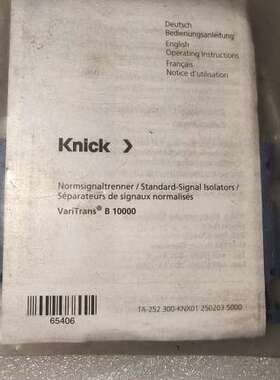 Deutsch
Bedienungsanleitung
English
Operating Instructions
Français
Notice d'utilisation
Knick >
Normsignaltrenner / Standard-Signal Isolators /
Séparateurs de signaux normalisés
VariTrans® B 10000
65406
TA-252.300-KNX01 250203 5000